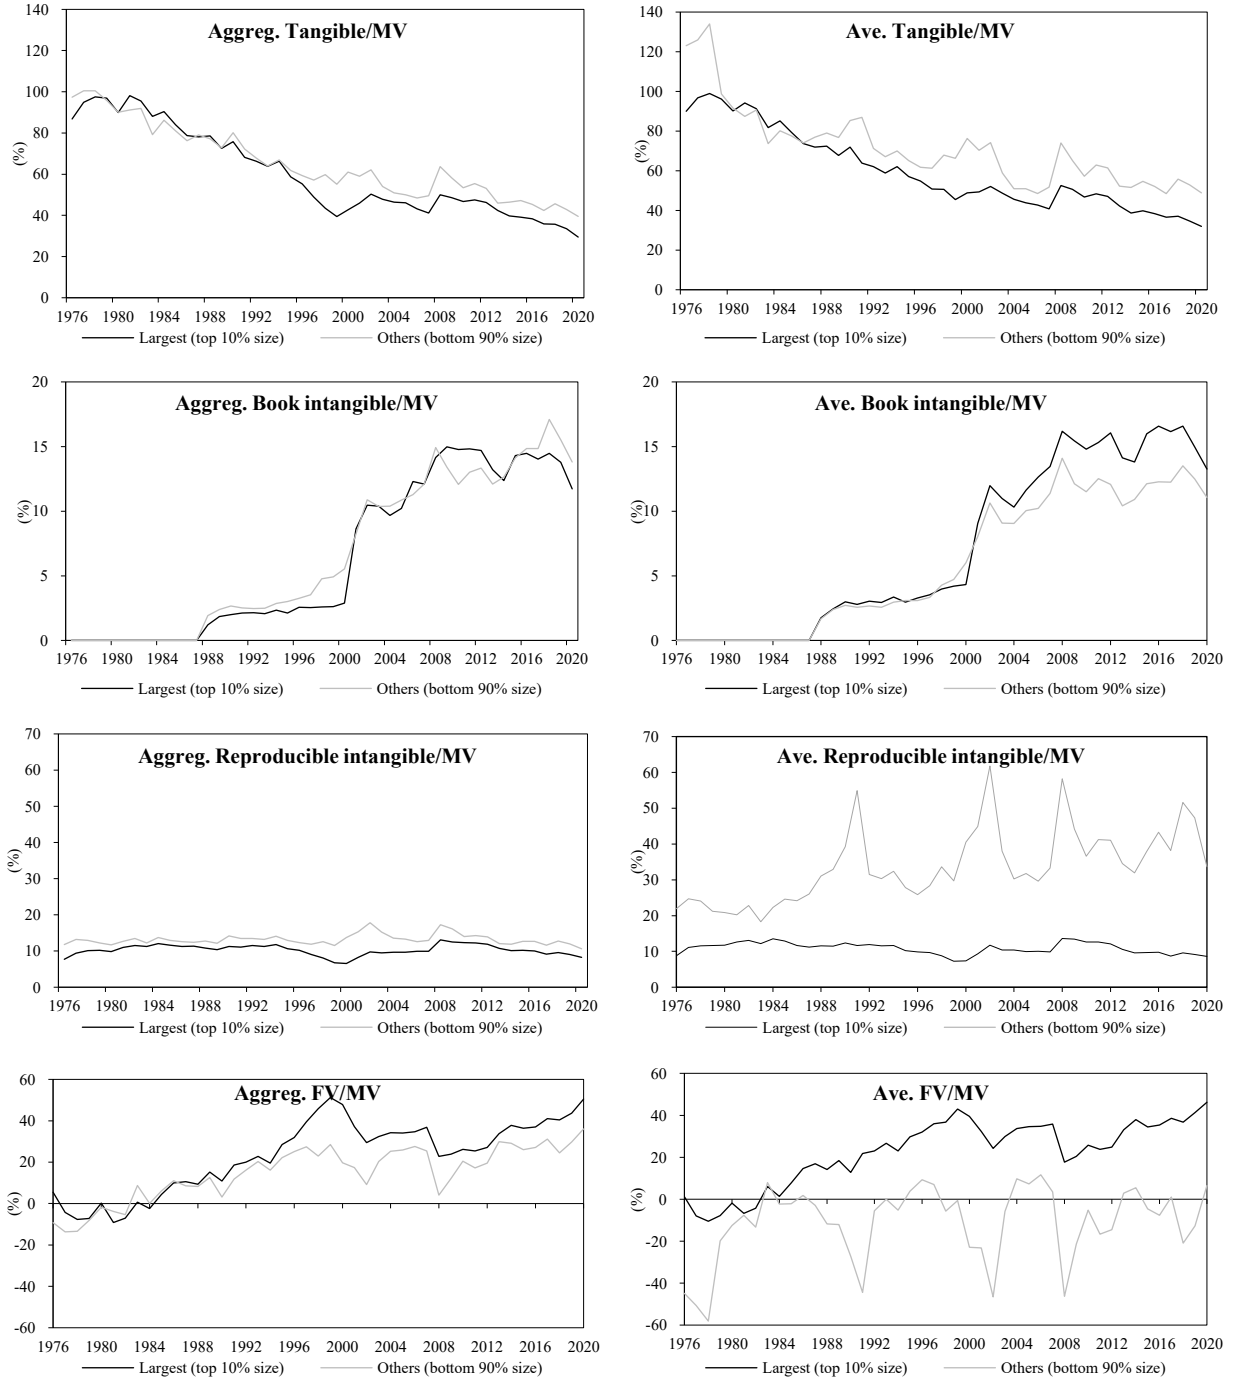 Aggreg. Tangible/MV
140
120
100
80
60
40
20
0
(%)
1976 1980 1984 1988 1992 1996 2000 2004 2008 2012 2016 2020
Largest (top 10% size) Others (bottom 90% size)
Ave. Tangible/MV
140
120
100
80
60
40
20
0
(%)
1976 1980 1984 1988 1992 1996 2000 2004 2008 2012 2016 2020
Largest (top 10% size) Others (bottom 90% size)
Aggreg. Book intangible/MV
20
15
10
5
0
(%)
1976 1980 1984 1988 1992 1996 2000 2004 2008 2012 2016 2020
Largest (top 10% size) Others (bottom 90% size)
Ave. Book intangible/MV
20
15
10
5
0
(%)
1976 1980 1984 1988 1992 1996 2000 2004 2008 2012 2016 2020
Largest (top 10% size) Others (bottom 90% size)
Aggreg. Reproducible intangible/MV
70
60
50
40
30
20
10
0
(%)
1976 1980 1984 1988 1992 1996 2000 2004 2008 2012 2016 2020
Largest (top 10% size) Others (bottom 90% size)
Ave. Reproducible intangible/MV
70
60
50
40
30
20
10
0
(%)
1976 1980 1984 1988 1992 1996 2000 2004 2008 2012 2016 2020
Largest (top 10% size) Others (bottom 90% size)
Aggreg. FV/MV
60
40
20
0
-20
-40
-60
(%)
1976 1980 1984 1988 1992 1996 2000 2004 2008 2012 2016 2020
Largest (top 10% size) Others (bottom 90% size)
Ave. FV/MV
60
40
20
0
-20
-40
-60
(%)
1976 1980 1984 1988 1992 1996 2000 2004 2008 2012 2016 2020
Largest (top 10% size) Others (bottom 90% size)